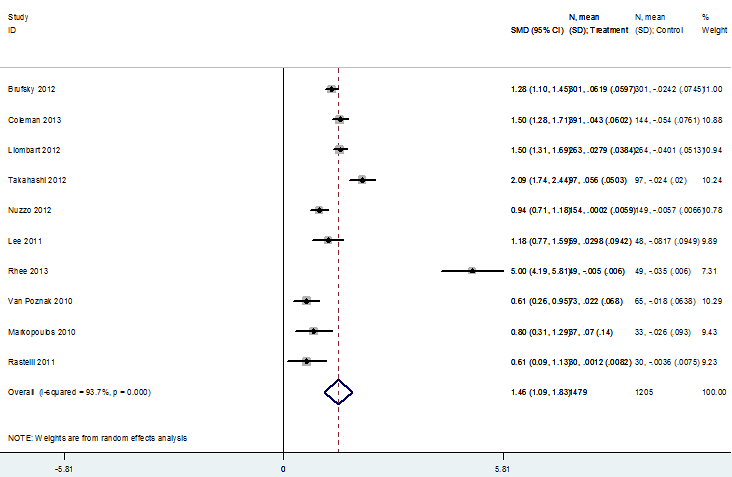 Study
ID
SMD (95% CI)
N, mean
(SD); Treatment
N, mean
(SD); Control
%
Weight
Brufsky 2012 1.28 (1.10, 1.45) 301, .0619 (.0597) 301, -.0242 (.0745) 11.00
Coleman 2013 1.50 (1.28, 1.71) 391, .043 (.0602) 144, -.054 (.0761) 10.88
Llombart 2012 1.50 (1.31, 1.69) 263, .0279 (.0384) 264, -.0401 (.0513) 10.94
Takahashi 2012 2.09 (1.74, 2.44) 97, .056 (.0503) 97, -.024 (.02) 10.24
Nuzzo 2012 0.94 (0.71, 1.18) 154, .0002 (.0059) 149, -.0057 (.0066) 10.78
Lee 2011 1.18 (0.77, 1.59) 59, .0298 (.0942) 48, -.0817 (.0949) 9.89
Rhee 2013 5.00 (4.19, 5.81) 49, -.005 (.006) 49, -.035 (.006) 7.31
Van Poznak 2010 0.61 (0.26, 0.95) 73, .022 (.068) 65, -.018 (.0638) 10.29
Markopoulos 2010 0.80 (0.31, 1.29) 37, .07 (.14) 33, -.026 (.093) 9.43
Rastelli 2011 0.61 (0.09, 1.13) 30, .0012 (.0082) 30, -.0036 (.0075) 9.23
Overall (I-squared = 93.7%, p = 0.000) 1.46 (1.09, 1.83) 1479 1205 100.00
NOTE: Weights are from random effects analysis
-5.81 0 5.81